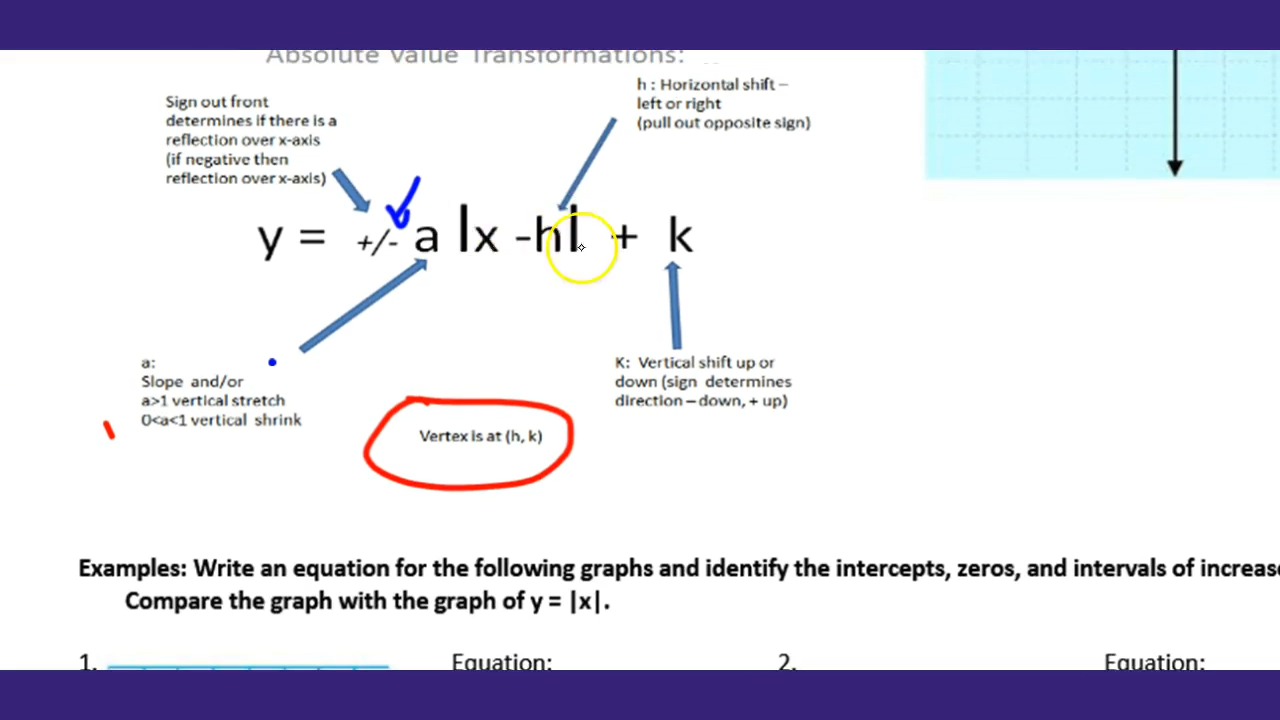 Absolute Value Transformations:
h : Horizontal shift –
left or right
(pull out opposite sign)
Sign out front
determines if there is a
reflection over x-axis
(if negative then
reflection over x-axis)
y = +/- a |x -h| + k
a:
Slope and/or
a>1 vertical stretch
0<a<1 vertical shrink
K: Vertical shift up or
down (sign determines
direction – down, + up)
Vertex is at (h, k)
Examples: Write an equation for the following graphs and identify the intercepts, zeros, and intervals of increase
Compare the graph with the graph of y = |x|.
1. Equation: 2. Equation: